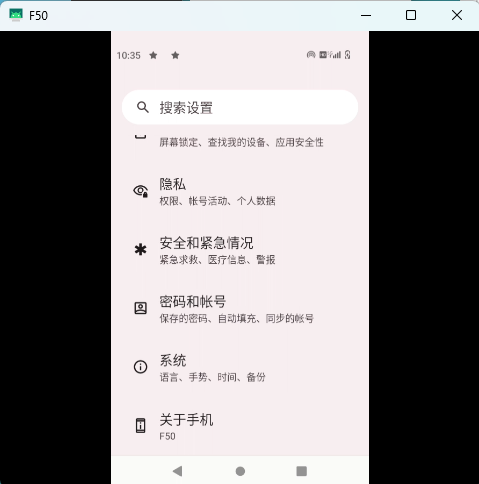 F50
10:35
搜索设置
屏幕锁定、查找我的设备、应用安全性
隐私
权限、帐号活动、个人数据
安全和紧急情况
紧急求救、医疗信息、警报
密码和帐号
保存的密码、自动填充、同步的帐号
系统
语言、手势、时间、备份
关于手机
F50